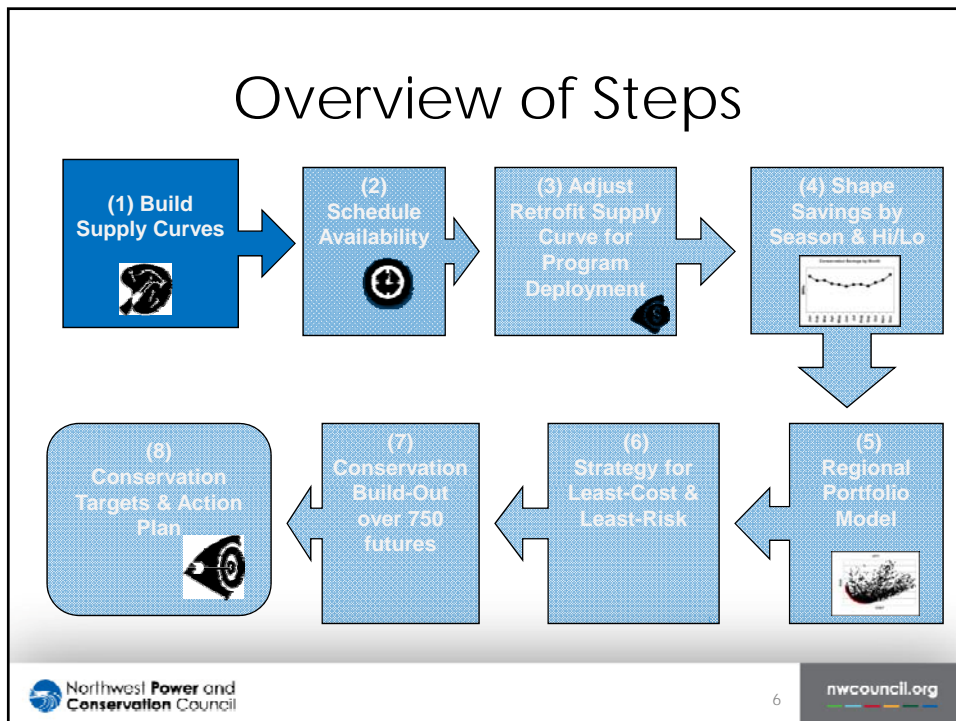 Overview of Steps
(1) Build
Supply Curves
(2)
Schedule
Availability
(3) Adjust
Retrofit Supply
Curve for
Program
Deployment
(4) Shape
Savings by
Season & Hi/Lo
(5)
Regional
Portfolio
Model
(6)
Strategy for
Least-Cost &
Least-Risk
(7)
Conservation
Build-Out
over 750
futures
(8)
Conservation
Targets & Action
Plan
Northwest Power and
Conservation Council
6
nwcouncil.org